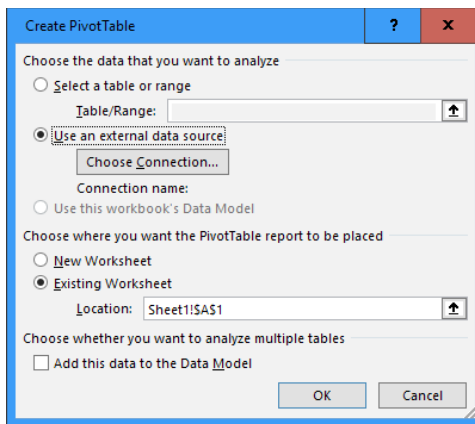 Create PivotTable ? x
Choose the data that you want to analyze
Select a table or range
Table/Range:
Use an external data source
Choose Connection...
Connection name:
Use this workbook's Data Model
Choose where you want the PivotTable report to be placed
New Worksheet
Existing Worksheet
Location: Sheet1!$A$1
Choose whether you want to analyze multiple tables
Add this data to the Data Model
OK Cancel